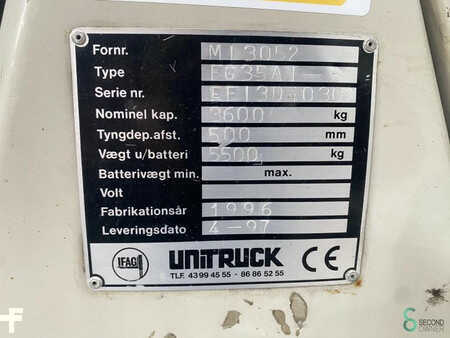 Fornr. M13052
Type
Serie nr.
Nominel kap. 3600 kg
Tyngdep.afst. 500 mm
Vægt u/batteri 5500 kg
Batterivægt min. max.
Volt
Fabrikationsår 1996
Leveringsdato 4-97
IFAG UNITRUCK CE
TLF. 43 99 45 55 - 86 86 52 55
SECOND OWNER